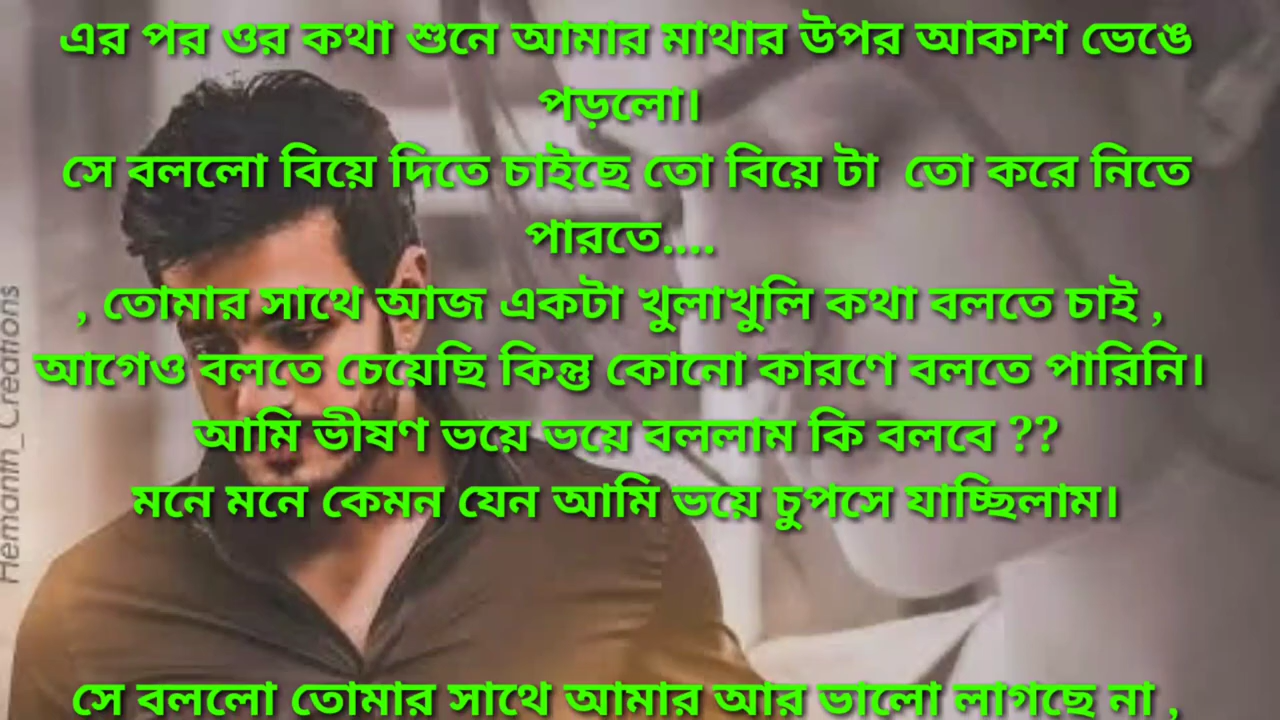 এর পর ওর কথা শুনে আমার মাথার উপর আকাশ ভেঙে
পড়লো।
সে বললো বিয়ে দিতে চাইছে তো বিয়ে টা তো করে নিতে
পারতে....
, তোমার সাথে আজ একটা খুলাখুলি কথা বলতে চাই ,
আগেও বলতে চেয়েছি কিন্তু কোনো কারণে বলতে পারিনি।
আমি ভীষণ ভয়ে ভয়ে বললাম কি বলবে ??
মনে মনে কেমন যেন আমি ভয়ে চুপসে যাচ্ছিলাম।
সে বললো তোমার সাথে আমার আর ভালো লাগছে না ,